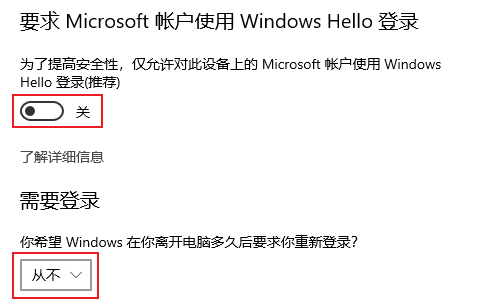 要求 Microsoft 帐户使用 Windows Hello 登录
为了提高安全性，仅允许对此设备上的 Microsoft 帐户使用 Windows
Hello 登录(推荐)
关
了解详细信息
需要登录
你希望 Windows 在你离开电脑多久后要求你重新登录?
从不